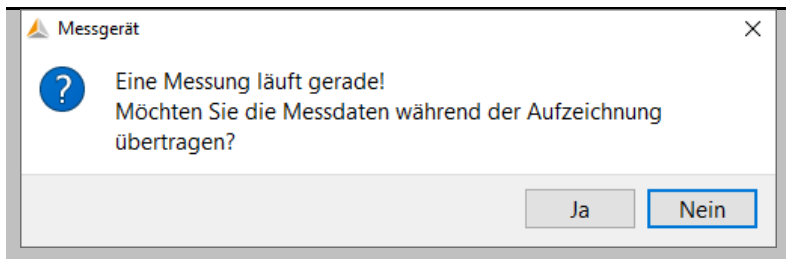 Messgerät
Eine Messung läuft gerade!
Möchten Sie die Messdaten während der Aufzeichnung
übertragen?
Ja Nein